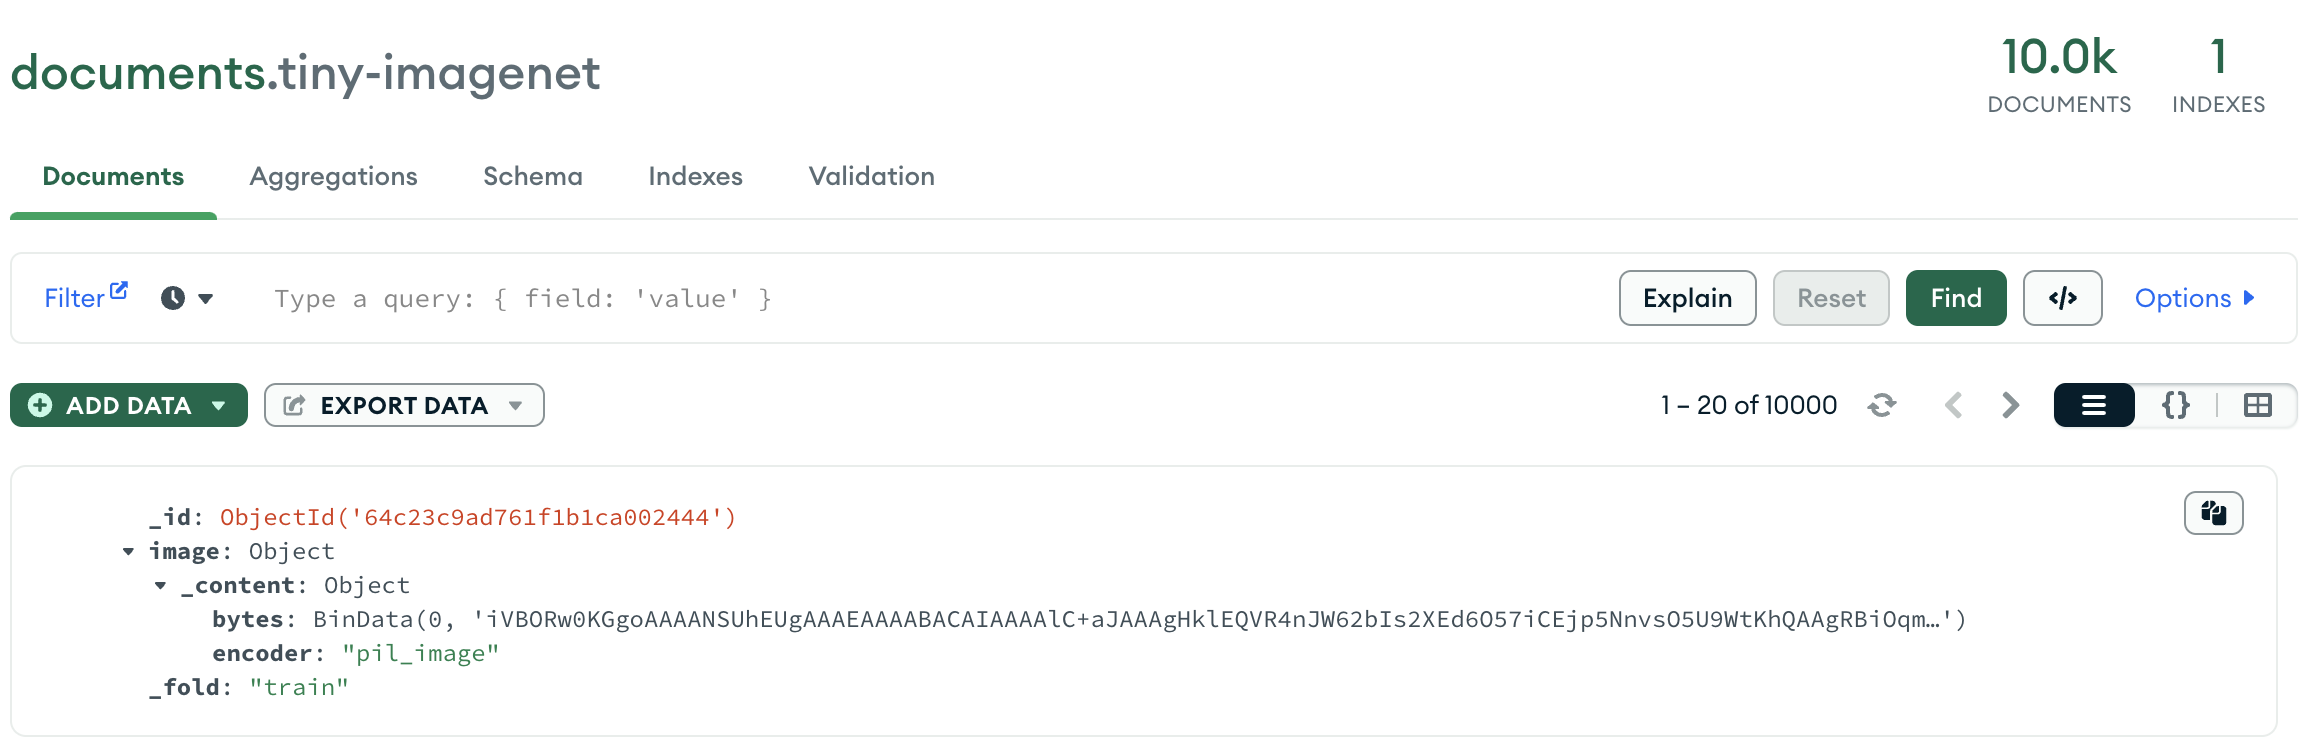 documents.tiny-imagenet
10.0k
DOCUMENTS
1
INDEXES
Documents Aggregations Schema Indexes Validation
Filter Type a query: { field: 'value' } Explain Reset Find </> Options
ADD DATA EXPORT DATA 1 – 20 of 10000 {}
_id: ObjectId('64c23c9ad761f1b1ca002444')
image: Object
_content: Object
bytes: BinData(0, 'iVBORw0KGgoAAAANSUhEUgAAAEAAAABACAIAAAAlC+aJAAAgHklEQVR4nJW62bIs2XEd6O57iCEjp5NnvsO5U9WtKhQAAgRBiOqm…')
encoder: "pil_image"
_fold: "train"